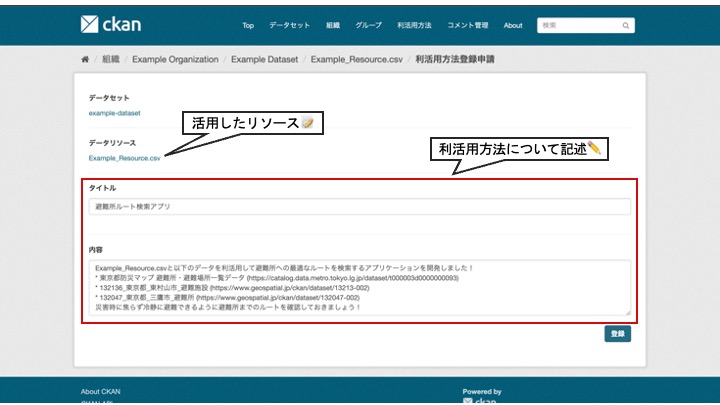 ckan
Top データセット 組織 グループ 利活用方法 コメント管理 About 検索
/ 組織 / Example Organization / Example Dataset / Example_Resource.csv / 利活用方法登録申請
データセット
example-dataset
活用したリソース📝
データリソース
Example_Resource.csv
利活用方法について記述✏️
タイトル
避難所ルート検索アプリ
内容
Example_Resource.csvと以下のデータを利活用して避難所への最適なルートを検索するアプリケーションを開発しました！
* 東京都防災マップ 避難所・避難場所一覧データ (https://catalog.data.metro.tokyo.lg.jp/dataset/t000003d0000000093)
* 132136_東京都_東村山市_避難施設 (https://www.geospatial.jp/ckan/dataset/13213-002)
* 132047_東京都_三鷹市_避難所 (https://www.geospatial.jp/ckan/dataset/132047-002)
災害時に焦らず冷静に避難できるように避難所までのルートを確認しておきましょう！
登録
About CKAN
Powered by
CKAN API
ckan